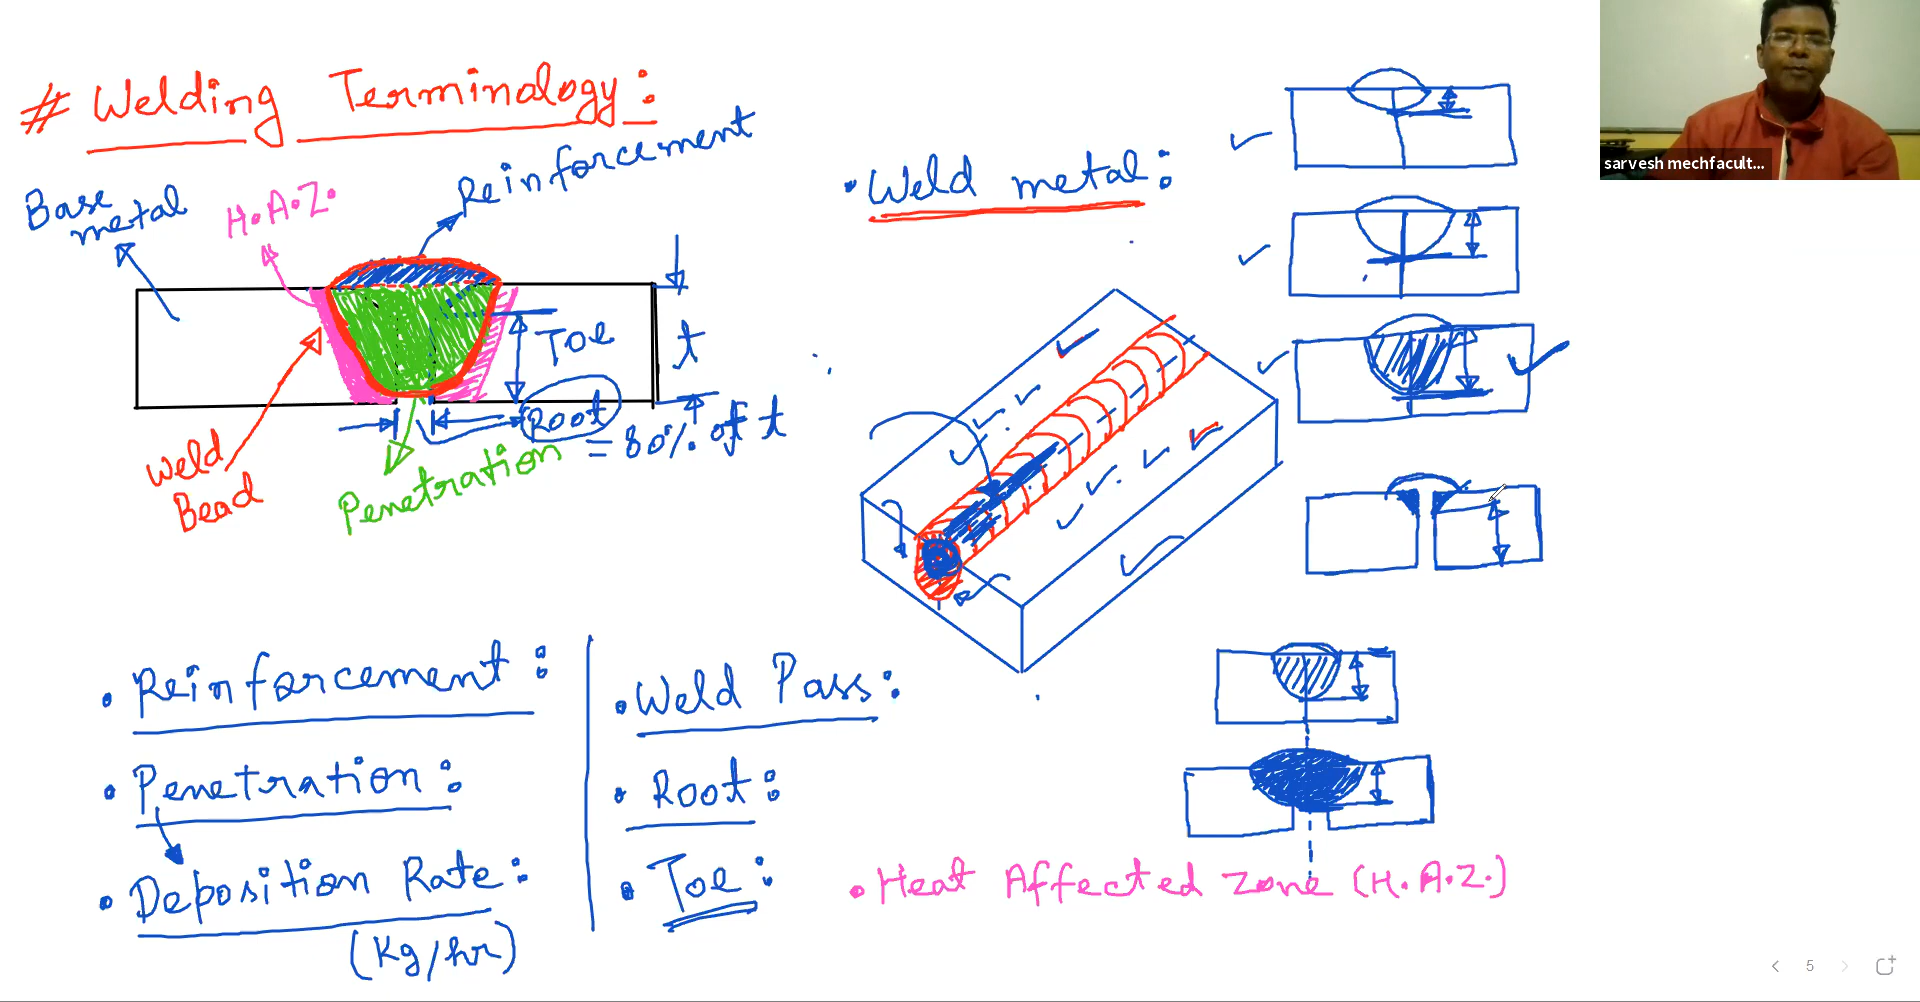 # Welding Terminology:
Reinforcement
Base metal
H.A.Z.
Toe
t
Root
= 80% of t
Weld Bead
Penetration
• Weld metal:
sarvesh mechfacult...
• Reinforcement:
• Penetration:
• Deposition Rate:
(Kg/hr)
• Weld Pass:
• Root:
• Toe:
• Heat Affected Zone (H.A.Z.)
5